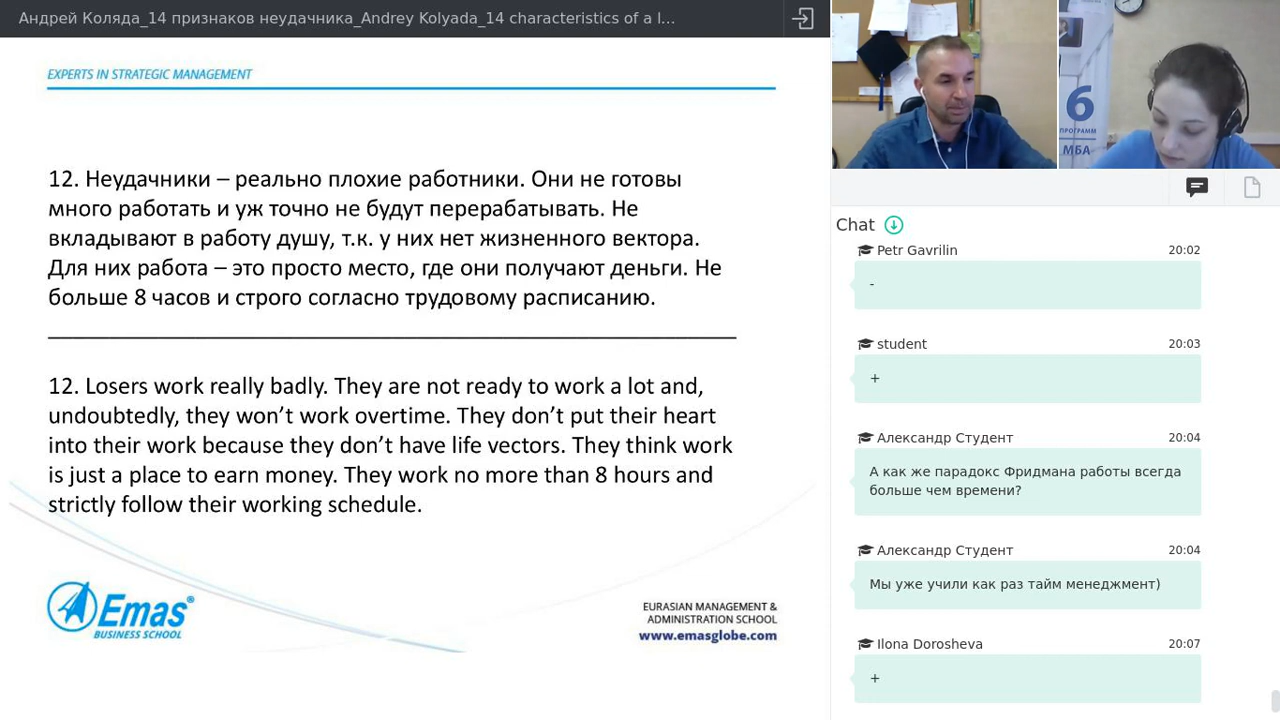 Андрей Коляда_14 признаков неудачника_Andrey Kolyada_14 characteristics of a l...
EXPERTS IN STRATEGIC MANAGEMENT
12. Неудачники – реально плохие работники. Они не готовы
много работать и уж точно не будут перерабатывать. Не
вкладывают в работу душу, т.к. у них нет жизненного вектора.
Для них работа – это просто место, где они получают деньги. Не
больше 8 часов и строго согласно трудовому расписанию.
12. Losers work really badly. They are not ready to work a lot and,
undoubtedly, they won’t work overtime. They don’t put their heart
into their work because they don’t have life vectors. They think work
is just a place to earn money. They work no more than 8 hours and
strictly follow their working schedule.
Emas®
BUSINESS SCHOOL
EURASIAN MANAGEMENT &
ADMINISTRATION SCHOOL
www.emasglobe.com
6
ПРОГРАММ
МБА
Chat
Petr Gavrilin 20:02
-
student 20:03
+
Александр Студент 20:04
А как же парадокс Фридмана работы всегда
больше чем времени?
Александр Студент 20:04
Мы уже учили как раз тайм менеджмент)
Ilona Dorosheva 20:07
+